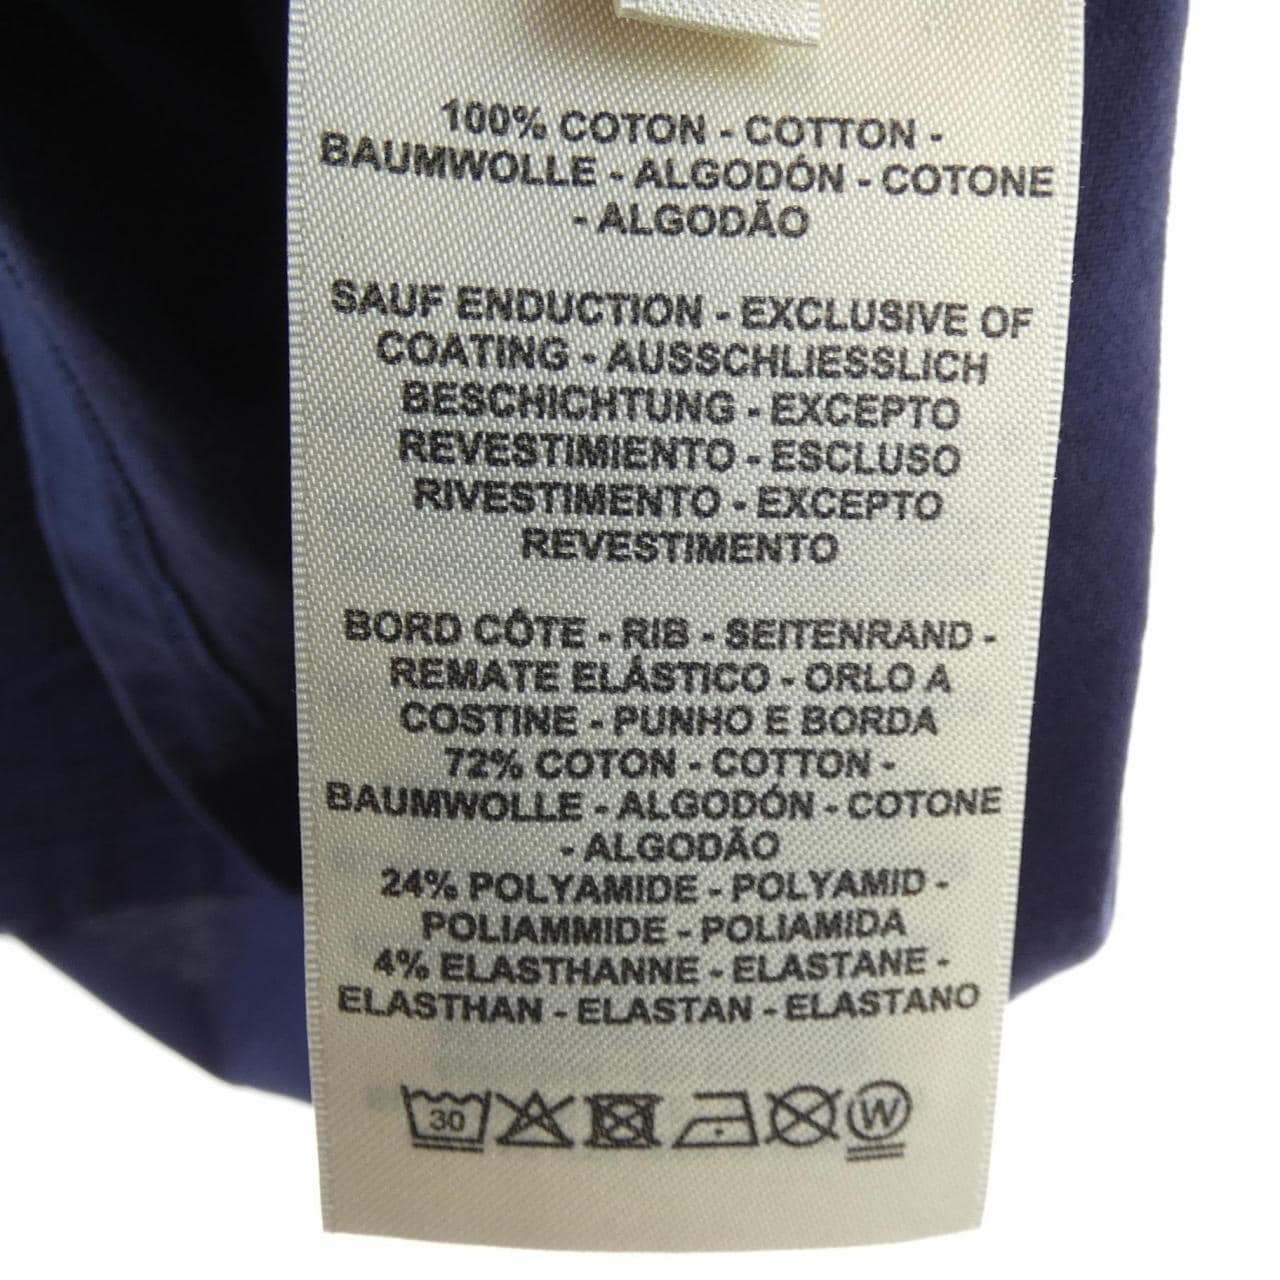 100% COTON - COTTON -
BAUMWOLLE - ALGODÓN - COTONE
- ALGODÃO
SAUF ENDUCTION - EXCLUSIVE OF
COATING - AUSSCHLIESSLICH
BESCHICHTUNG - EXCEPTO
REVESTIMIENTO - ESCLUSO
RIVESTIMENTO - EXCEPTO
REVESTIMENTO
BORD CÔTE - RIB - SEITENRAND -
REMATE ELÁSTICO - ORLO A
COSTINE - PUNHO E BORDA
72% COTON - COTTON -
BAUMWOLLE - ALGODÓN - COTONE
- ALGODÃO
24% POLYAMIDE - POLYAMID -
POLIAMMIDE - POLIAMIDA
4% ELASTHANNE - ELASTANE -
ELASTHAN - ELASTAN - ELASTANO
30 W